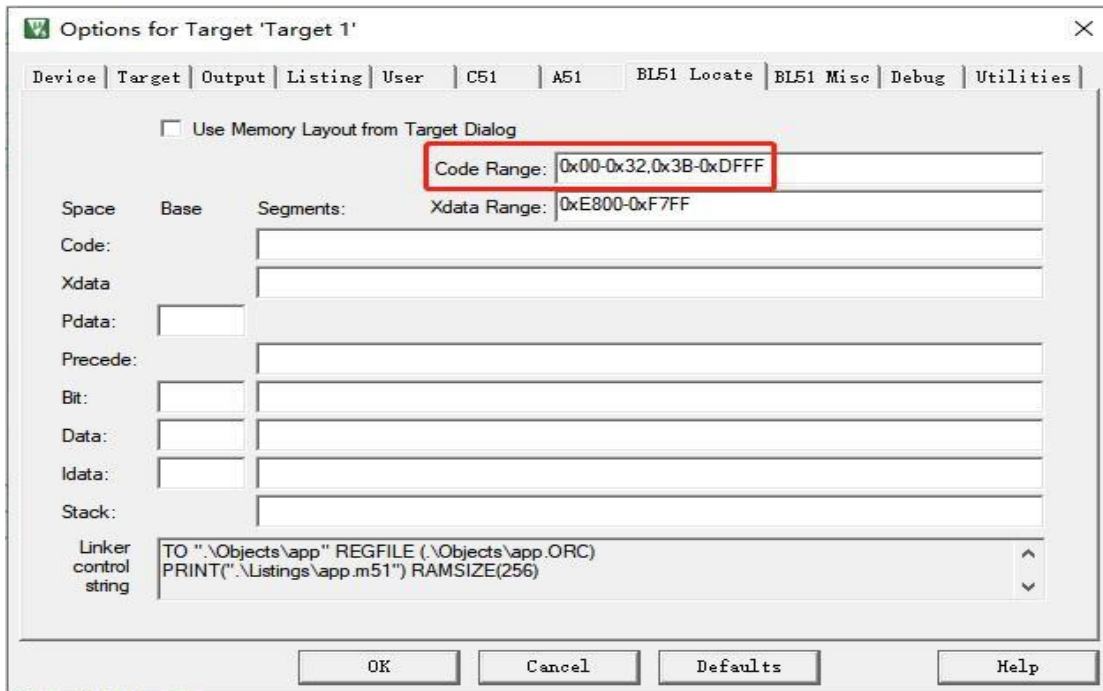 Options for Target 'Target 1'
Device Target Output Listing User C51 A51 BL51 Locate BL51 Misc Debug Utilities
Use Memory Layout from Target Dialog
Code Range: 0x00-0x32,0x3B-0xDFFF
Space Base Segments: Xdata Range: 0xE800-0xF7FF
Code:
Xdata
Pdata:
Precede:
Bit:
Data:
Idata:
Stack:
Linker control string
TO ".\Objects\app" REGFILE (.\Objects\app.ORC)
PRINT(".\Listings\app.m51") RAMSIZE(256)
OK Cancel Defaults Help